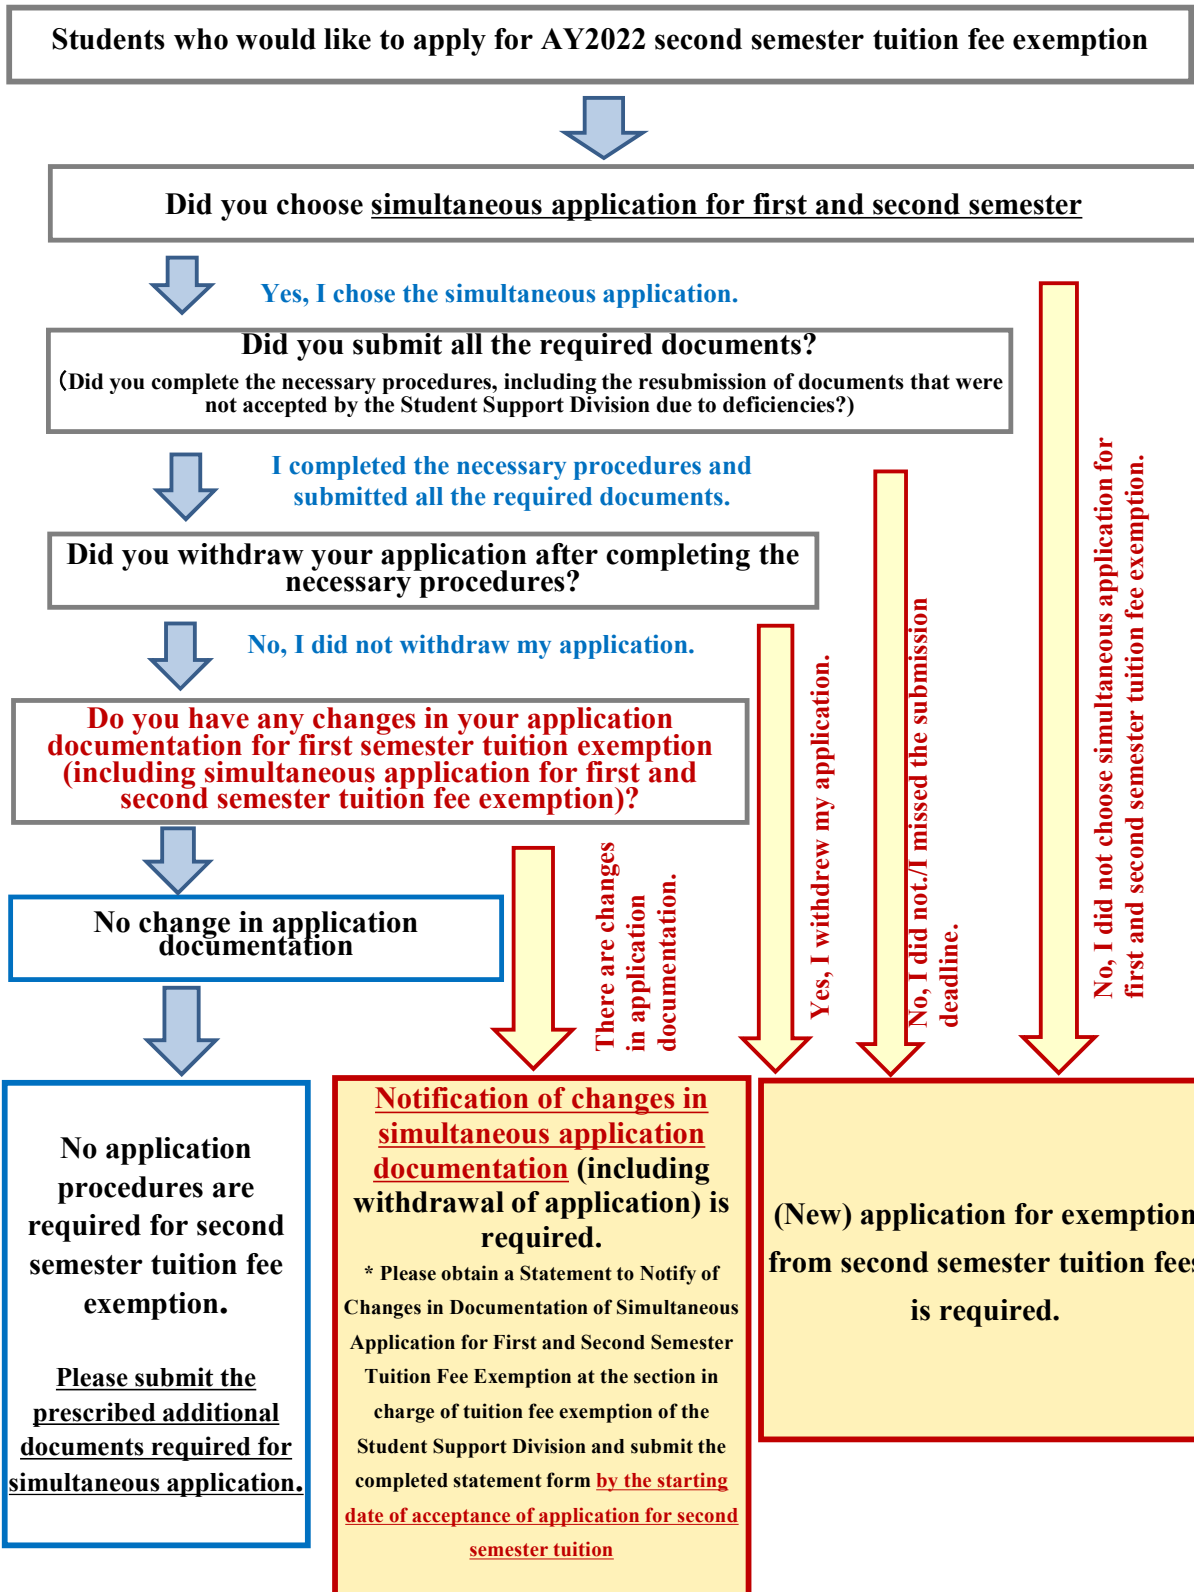 Students who would like to apply for AY2022 second semester tuition fee exemption
Did you choose simultaneous application for first and second semester
Yes, I chose the simultaneous application.
Did you submit all the required documents?
(Did you complete the necessary procedures, including the resubmission of documents that were
not accepted by the Student Support Division due to deficiencies?)
I completed the necessary procedures and
submitted all the required documents.
Did you withdraw your application after completing the
necessary procedures?
No, I did not withdraw my application.
Do you have any changes in your application
documentation for first semester tuition exemption
(including simultaneous application for first and
second semester tuition fee exemption)?
No change in application
documentation
There are changes
in application
documentation.
Yes, I withdrew my application.
No, I did not./I missed the submission
deadline.
No, I did not choose simultaneous application for
first and second semester tuition fee exemption.
No application
procedures are
required for second
semester tuition fee
exemption.
Please submit the
prescribed additional
documents required for
simultaneous application.
Notification of changes in
simultaneous application
documentation (including
withdrawal of application) is
required.
* Please obtain a Statement to Notify of
Changes in Documentation of Simultaneous
Application for First and Second Semester
Tuition Fee Exemption at the section in
charge of tuition fee exemption of the
Student Support Division and submit the
completed statement form by the starting
date of acceptance of application for second
semester tuition
(New) application for exemption
from second semester tuition fees
is required.